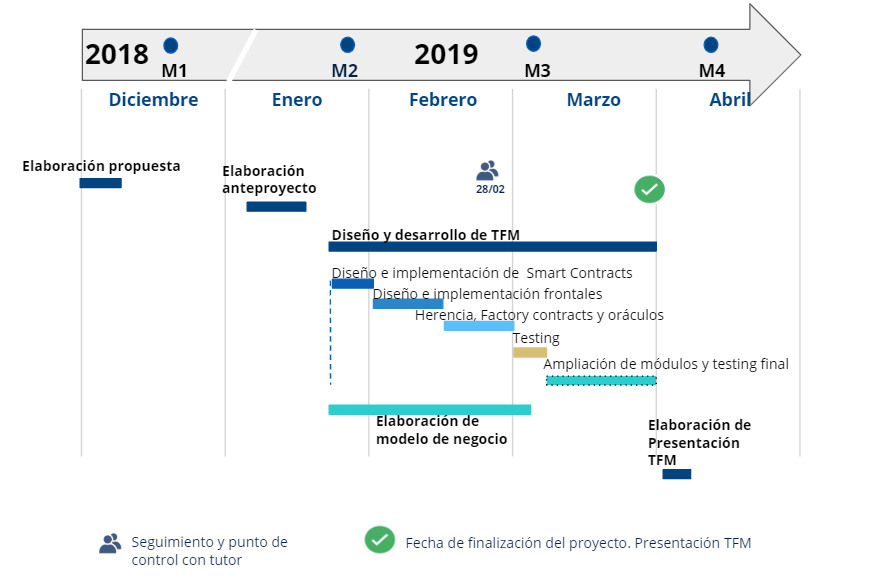 2018
2019
M1
M2
M3
M4
Diciembre
Enero
Febrero
Marzo
Abril
Elaboración propuesta
Elaboración
anteproyecto
28/02
Diseño y desarrollo de TFM
Diseño e implementación de Smart Contracts
Diseño e implementación frontales
Herencia, Factory contracts y oráculos
Testing
Ampliación de módulos y testing final
Elaboración de
modelo de negocio
Elaboración de
Presentación
TFM
Seguimiento y punto de
control con tutor
Fecha de finalización del proyecto. Presentación TFM